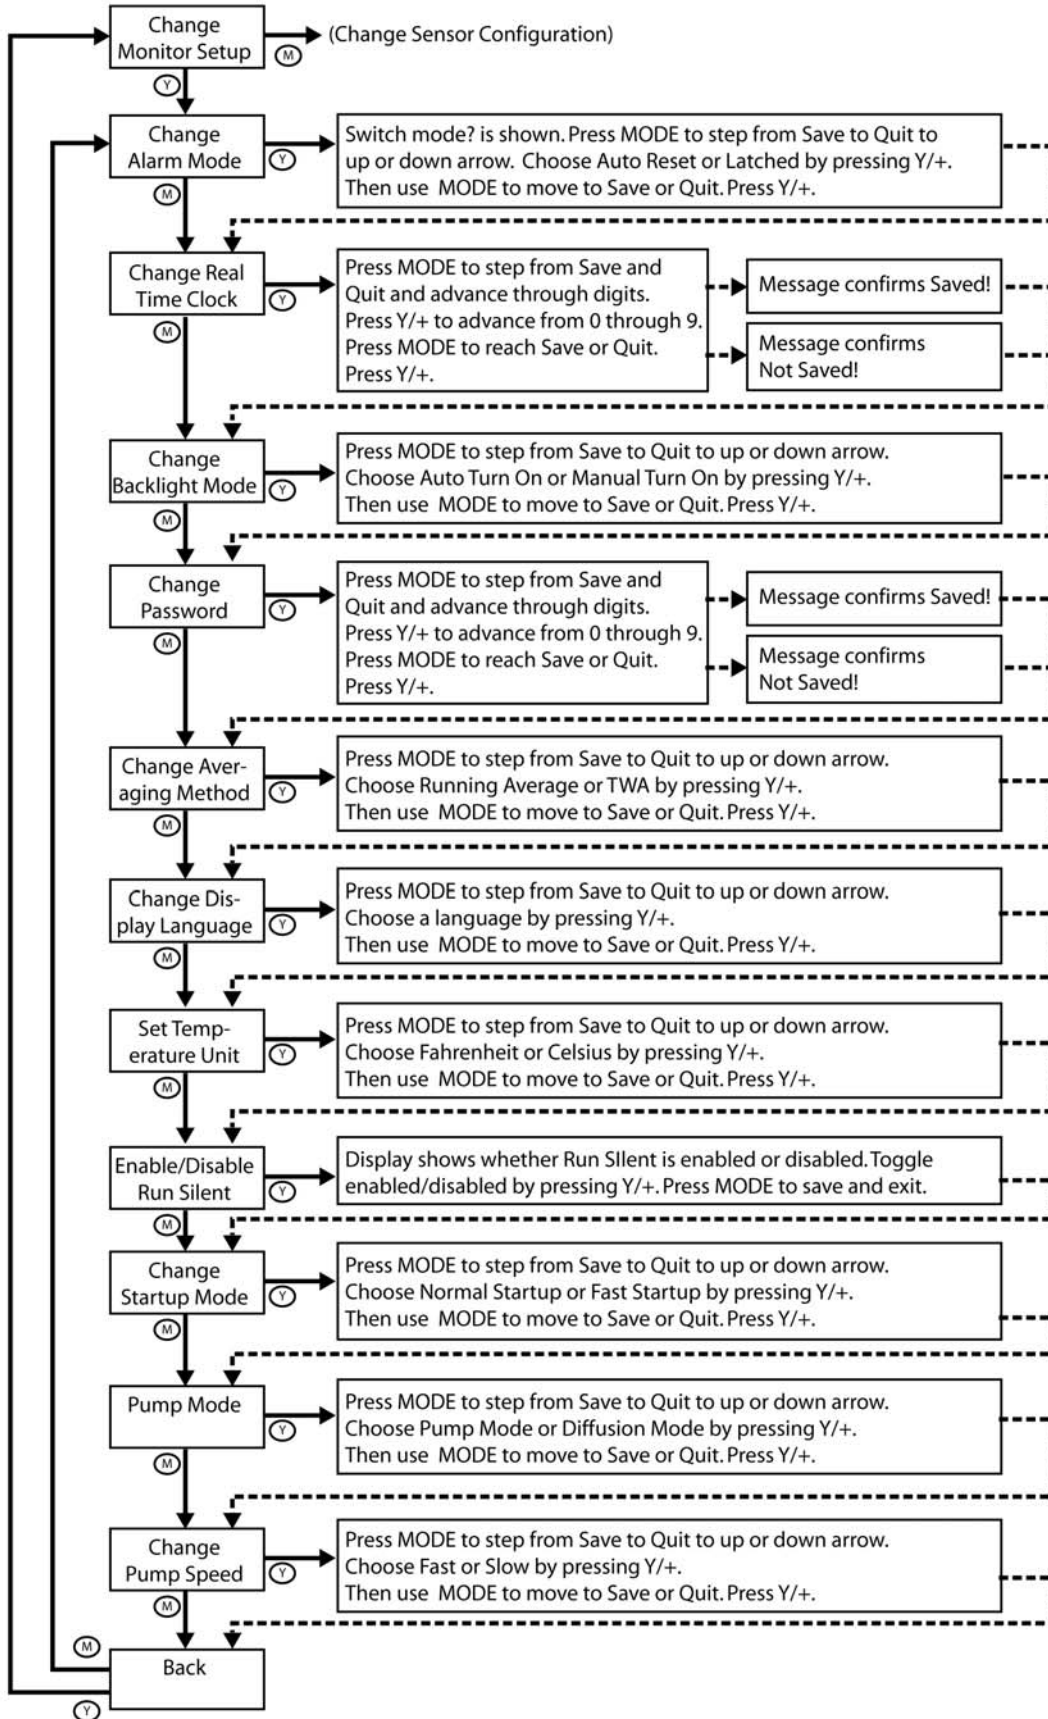 Change
Monitor Setup
(Change Sensor Configuration)
M
Y
Change
Alarm Mode
Y
M
Switch mode? is shown. Press MODE to step from Save to Quit to
up or down arrow. Choose Auto Reset or Latched by pressing Y/+.
Then use MODE to move to Save or Quit. Press Y/+.
Change Real
Time Clock
Y
M
Press MODE to step from Save and
Quit and advance through digits.
Press Y/+ to advance from 0 through 9.
Press MODE to reach Save or Quit.
Press Y/+.
Message confirms Saved!
Message confirms
Not Saved!
Change
Backlight Mode
Y
M
Press MODE to step from Save to Quit to up or down arrow.
Choose Auto Turn On or Manual Turn On by pressing Y/+.
Then use MODE to move to Save or Quit. Press Y/+.
Change
Password
Y
M
Press MODE to step from Save and
Quit and advance through digits.
Press Y/+ to advance from 0 through 9.
Press MODE to reach Save or Quit.
Press Y/+.
Message confirms Saved!
Message confirms
Not Saved!
Change Aver-
aging Method
Y
M
Press MODE to step from Save to Quit to up or down arrow.
Choose Running Average or TWA by pressing Y/+.
Then use MODE to move to Save or Quit. Press Y/+.
Change Dis-
play Language
Y
M
Press MODE to step from Save to Quit to up or down arrow.
Choose a language by pressing Y/+.
Then use MODE to move to Save or Quit. Press Y/+.
Set Temp-
erature Unit
Y
M
Press MODE to step from Save to Quit to up or down arrow.
Choose Fahrenheit or Celsius by pressing Y/+.
Then use MODE to move to Save or Quit. Press Y/+.
Enable/Disable
Run Silent
Y
M
Display shows whether Run SIlent is enabled or disabled. Toggle
enabled/disabled by pressing Y/+. Press MODE to save and exit.
Change
Startup Mode
Y
M
Press MODE to step from Save to Quit to up or down arrow.
Choose Normal Startup or Fast Startup by pressing Y/+.
Then use MODE to move to Save or Quit. Press Y/+.
Pump Mode
Y
M
Press MODE to step from Save to Quit to up or down arrow.
Choose Pump Mode or Diffusion Mode by pressing Y/+.
Then use MODE to move to Save or Quit. Press Y/+.
Change
Pump Speed
Y
M
Press MODE to step from Save to Quit to up or down arrow.
Choose Fast or Slow by pressing Y/+.
Then use MODE to move to Save or Quit. Press Y/+.
M
Back
Y